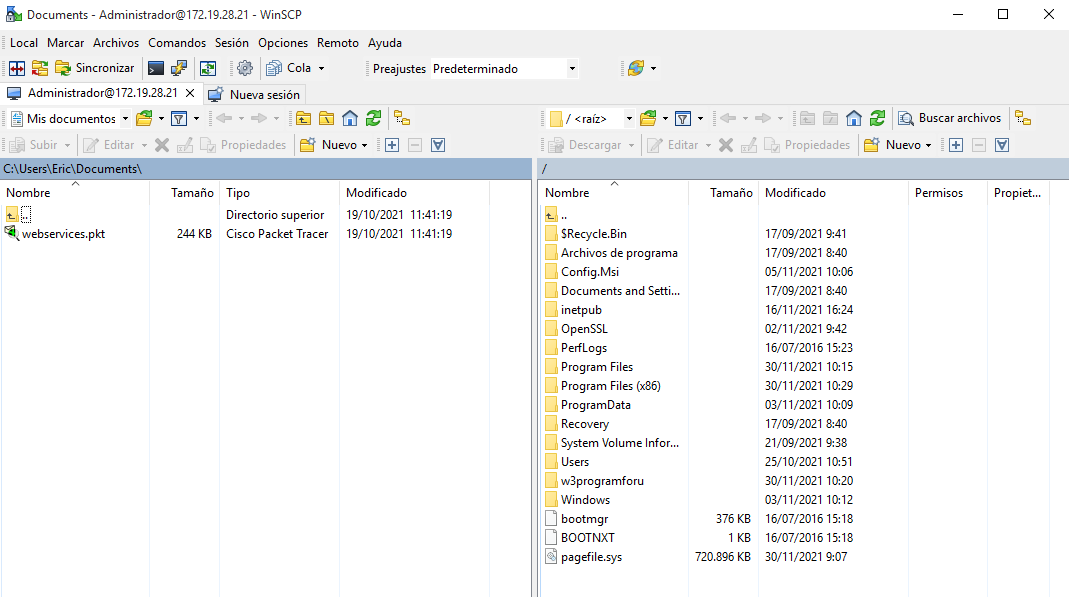 Documents - Administrador@172.19.28.21 - WinSCP
Local Marcar Archivos Comandos Sesión Opciones Remoto Ayuda
Sincronizar Cola Preajustes Predeterminado
Administrador@172.19.28.21 Nueva sesión
Mis documentos / <raíz> Buscar archivos
Subir Editar Propiedades Nuevo Descargar Editar Propiedades Nuevo
C:\Users\Eric\Documents\ /
Nombre Tamaño Tipo Modificado
.. Directorio superior 19/10/2021 11:41:19
webservices.pkt 244 KB Cisco Packet Tracer 19/10/2021 11:41:19
Nombre Tamaño Modificado Permisos Propiet...
..
$Recycle.Bin 17/09/2021 9:41
Archivos de programa 17/09/2021 8:40
Config.Msi 05/11/2021 10:06
Documents and Setti... 17/09/2021 8:40
inetpub 16/11/2021 16:24
OpenSSL 02/11/2021 9:42
PerfLogs 16/07/2016 15:23
Program Files 30/11/2021 10:15
Program Files (x86) 30/11/2021 10:29
ProgramData 03/11/2021 10:09
Recovery 17/09/2021 8:40
System Volume Infor... 21/09/2021 9:38
Users 25/10/2021 10:51
w3programforu 30/11/2021 10:20
Windows 03/11/2021 10:12
bootmgr 376 KB 16/07/2016 15:18
BOOTNXT 1 KB 16/07/2016 15:18
pagefile.sys 720.896 KB 30/11/2021 9:07